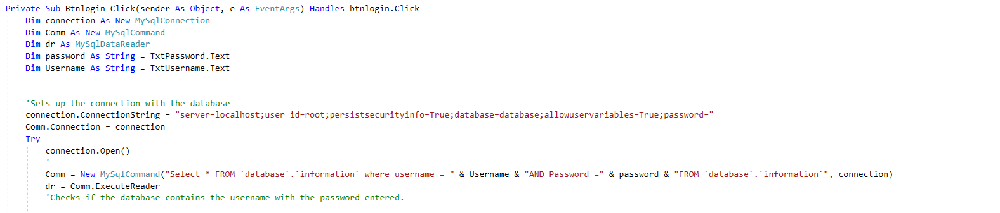 Private Sub Btnlogin_Click(sender As Object, e As EventArgs) Handles btnlogin.Click
Dim connection As New MySqlConnection
Dim Comm As New MySqlCommand
Dim dr As MySqlDataReader
Dim password As String = TxtPassword.Text
Dim Username As String = TxtUsername.Text
'Sets up the connection with the database
connection.ConnectionString = "server=localhost;user id=root;persistsecurityinfo=True;database=database;allowuservariables=True;password="
Comm.Connection = connection
Try
connection.Open()
'
Comm = New MySqlCommand("Select * FROM `database`.`information` where username = " & Username & "AND Password =" & password & "FROM `database`.`information`", connection)
dr = Comm.ExecuteReader
'Checks if the database contains the username with the password entered.